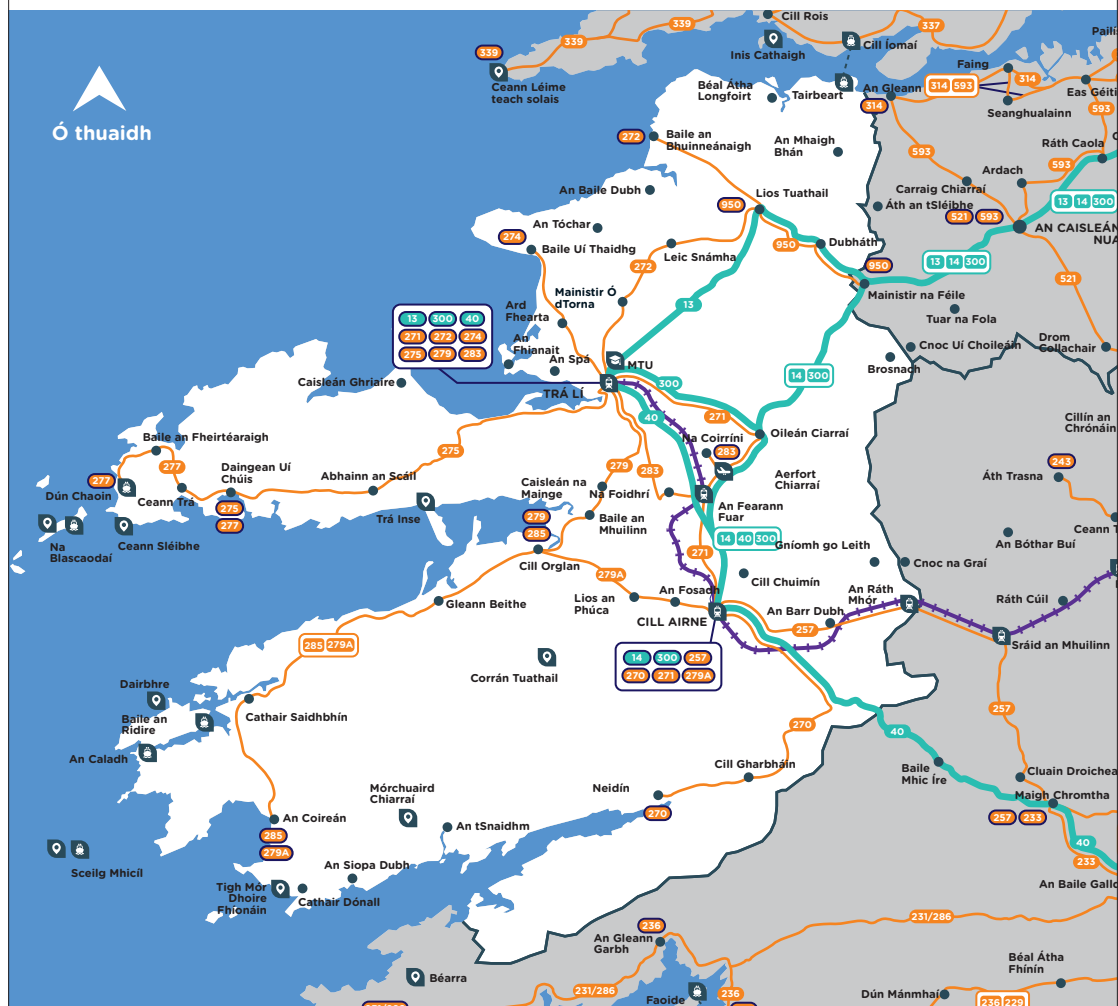 Cill Rois
339
337
339
Pailí
339
Inis Cathaigh
Cill Íomaí
Faing
Ceann Léime
teach solais
Béal Átha
Longfoirt
Tairbeart
An Gleann
314 593
314
Eas Géiti
314
Seanghualainn
593
Ó thuaidh
272
Baile an
Bhuinneánaigh
An Mhaigh
Bhán
593
Ráth Caola
593
Ardach
An Baile Dubh
Lios Tuathail
Carraig Chiarraí
950
Áth an tSléibhe
521 593
13 14 300
An Tóchar
274
Baile Uí Thaidhg
950
Dubháth
AN CAISLEÁN
NUA
Leic Snámha
272
950
13 14 300
521
Mainistir Ó
dTorna
Mainistir na Féile
13
Ard
Fhearta
Tuar na Fola
13 300 40
271 272 274
275 279 283
An
Fhianait
An Spá
MTU
Cnoc Uí Choileáin
Drom
Collachair
Brosnach
Caisleán Ghriaire
TRÁ LÍ
300
14 300
40
271
Cillín an
Chrónáin
Baile an Fheirtéaraigh
Na Coirríní
Oileán Ciarraí
275
283
277
Daingean Uí
Chúis
279
283
243
277
Abhainn an Scáil
Caisleán na
Mainge
Na Foidhrí
Aerfort
Chiarraí
Áth Trasna
Dún Chaoin
Ceann Trá
275
277
Trá Inse
279
285
Baile an
Mhuilinn
An Fearann
Fuar
Ceann T
Na
Blascaodaí
Ceann Sléibhe
14 40 300
Gníomh go Leith
An Bóthar Buí
271
Cill Orglan
Cnoc na Graí
279A
Cill Chuimín
Gleann Beithe
Lios an
Phúca
An Fosadh
An Ráth
Mhór
Ráth Cúil
CILL AIRNE
An Barr Dubh
257
Sráid an Mhuilinn
285 279A
14 300 257
270 271 279A
Corrán Tuathail
Dairbhre
Baile an
Ridire
Cathair Saidhbhín
257
270
40
An Caladh
Cill Gharbháin
Baile
Mhic Íre
Cluain Droichea
Mórchuaird
Chiarraí
Neidín
Maigh Chromtha
An Coireán
An tSnaidhm
270
257 233
285
279A
40
Sceilg Mhicíl
An Siopa Dubh
233
Tigh Mór
Dhoire
Fhíonáin
Cathair Dónall
An Baile Gallc
231/286
236
An Gleann
Garbh
Béal Átha
Fhínín
Béarra
231/286
Faoide
236
Dún Mánmhaí
236 229